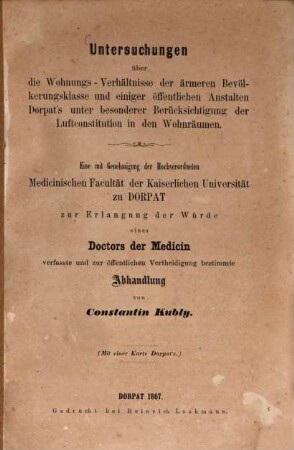 Untersuchungen
über
die Wohnungs-Verhältnisse der ärmeren Bevöl-
kerungsklasse und einiger öffentlichen Anstalten
Dorpat's unter besonderer Berücksichtigung der
Luftconstitution in den Wohnräumen.
Eine mit Genehmigung der Hochverordneten
Medicinischen Facultät der Kaiserlichen Universität
zu DORPAT
zur Erlangung der Würde
eines
Doctors der Medicin
verfasste und zur öffentlichen Vertheidigung bestimmte
Abhandlung
von
Constantin Kubly.
(Mit einer Karte Dorpat's.)
DORPAT 1867.
Gedruckt bei Heinrich Laakmann.